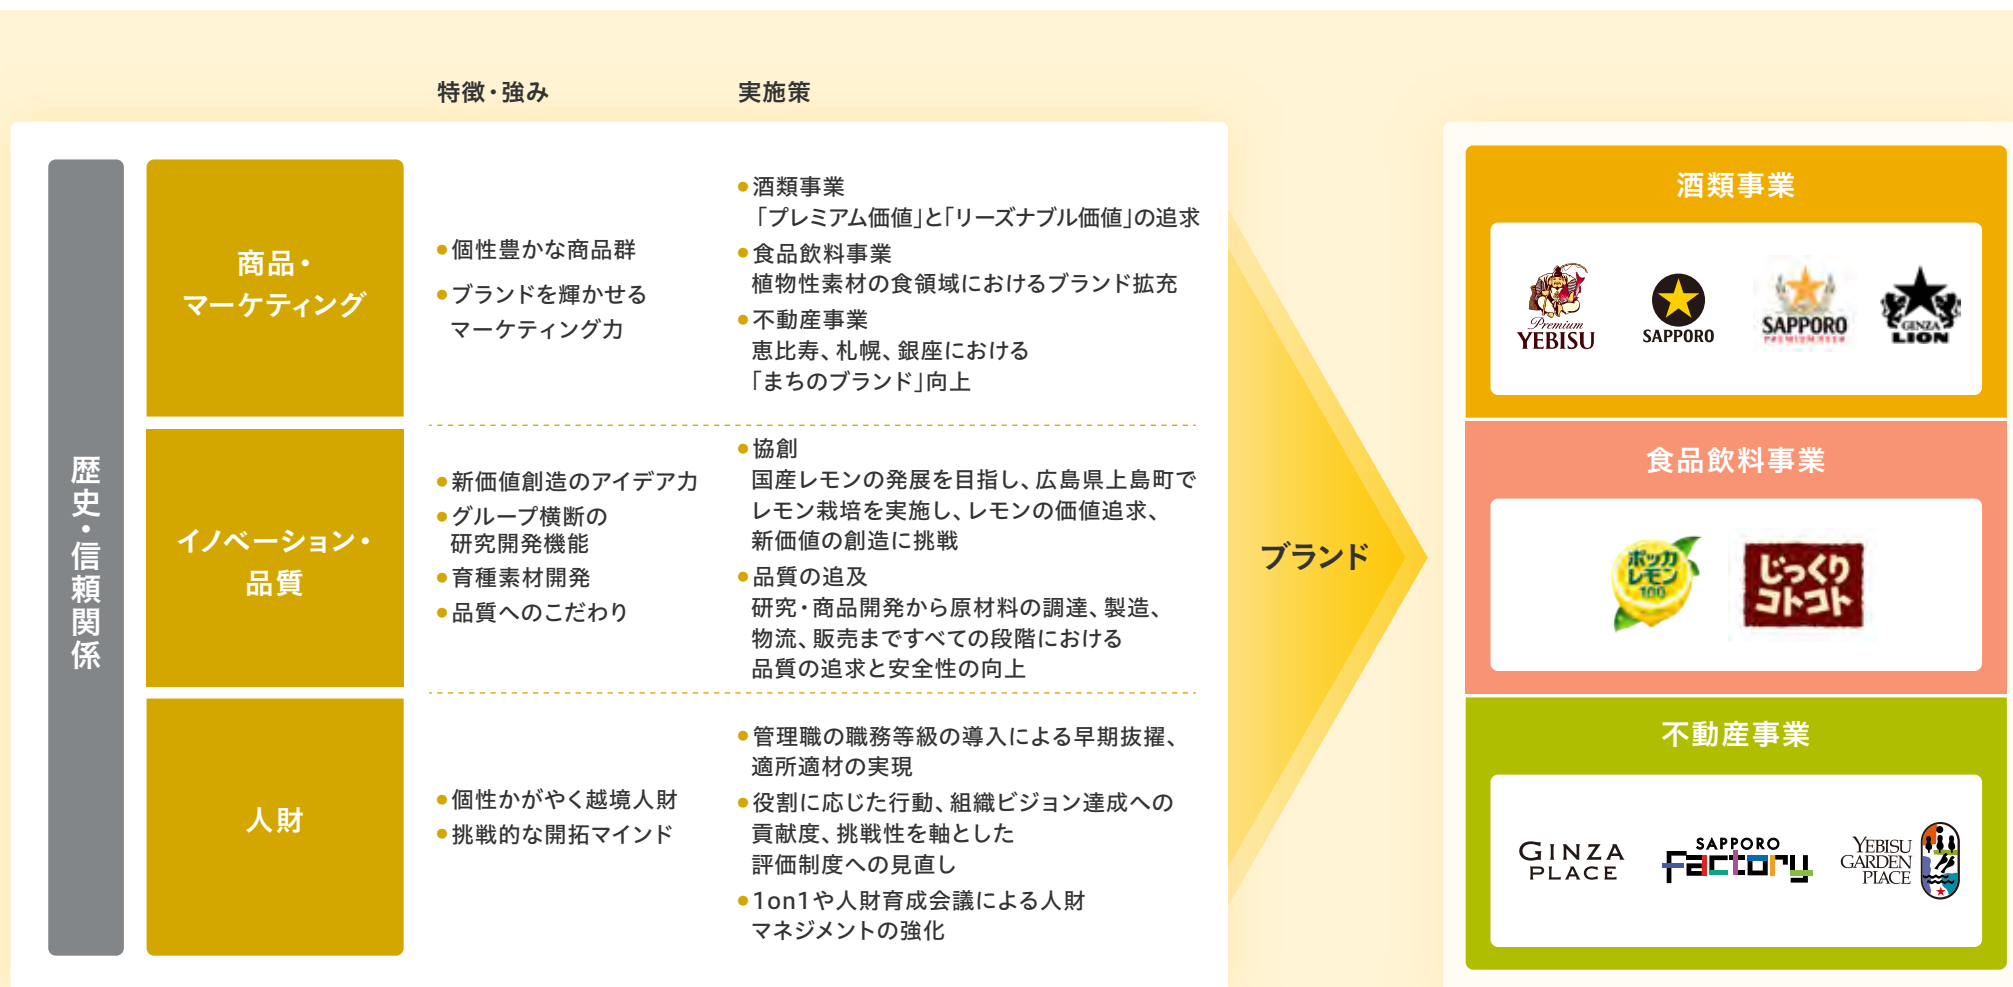 特徴・強み
実施策
歴史・信頼関係
商品・
マーケティング
●個性豊かな商品群
●ブランドを輝かせる
マーケティング力
●酒類事業
「プレミアム価値」と「リーズナブル価値」の追求
●食品飲料事業
植物性素材の食領域におけるブランド拡充
●不動産事業
恵比寿、札幌、銀座における
「まちのブランド」向上
イノベーション・
品質
●新価値創造のアイデア力
●グループ横断の
研究開発機能
●育種素材開発
●品質へのこだわり
●協創
国産レモンの発展を目指し、広島県上島町で
レモン栽培を実施し、レモンの価値追求、
新価値の創造に挑戦
●品質の追及
研究・商品開発から原材料の調達、製造、
物流、販売まですべての段階における
品質の追求と安全性の向上
人財
●個性かがやく越境人財
●挑戦的な開拓マインド
●管理職の職務等級の導入による早期抜擢、
適所適材の実現
●役割に応じた行動、組織ビジョン達成への
貢献度、挑戦性を軸とした
評価制度への見直し
●1on1や人財育成会議による人財
マネジメントの強化
ブランド
酒類事業
Premium
YEBISU
SAPPORO
SAPPORO
PREMIUM BEER
GINZA
LION
食品飲料事業
ポッカ
レモン
100
じっくり
コトコト
不動産事業
GINZA
PLACE
SAPPORO
Factory
YEBISU
GARDEN
PLACE